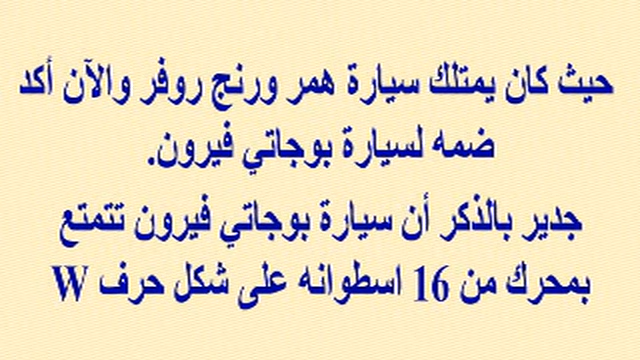 حيث كان يمتلك سيارة همر ورنج روفر والآن أكد
ضمه لسيارة بوجاتي فيرون.
جدير بالذكر أن سيارة بوجاتي فيرون تتمتع
بمحرك من 16 اسطوانه على شكل حرف W